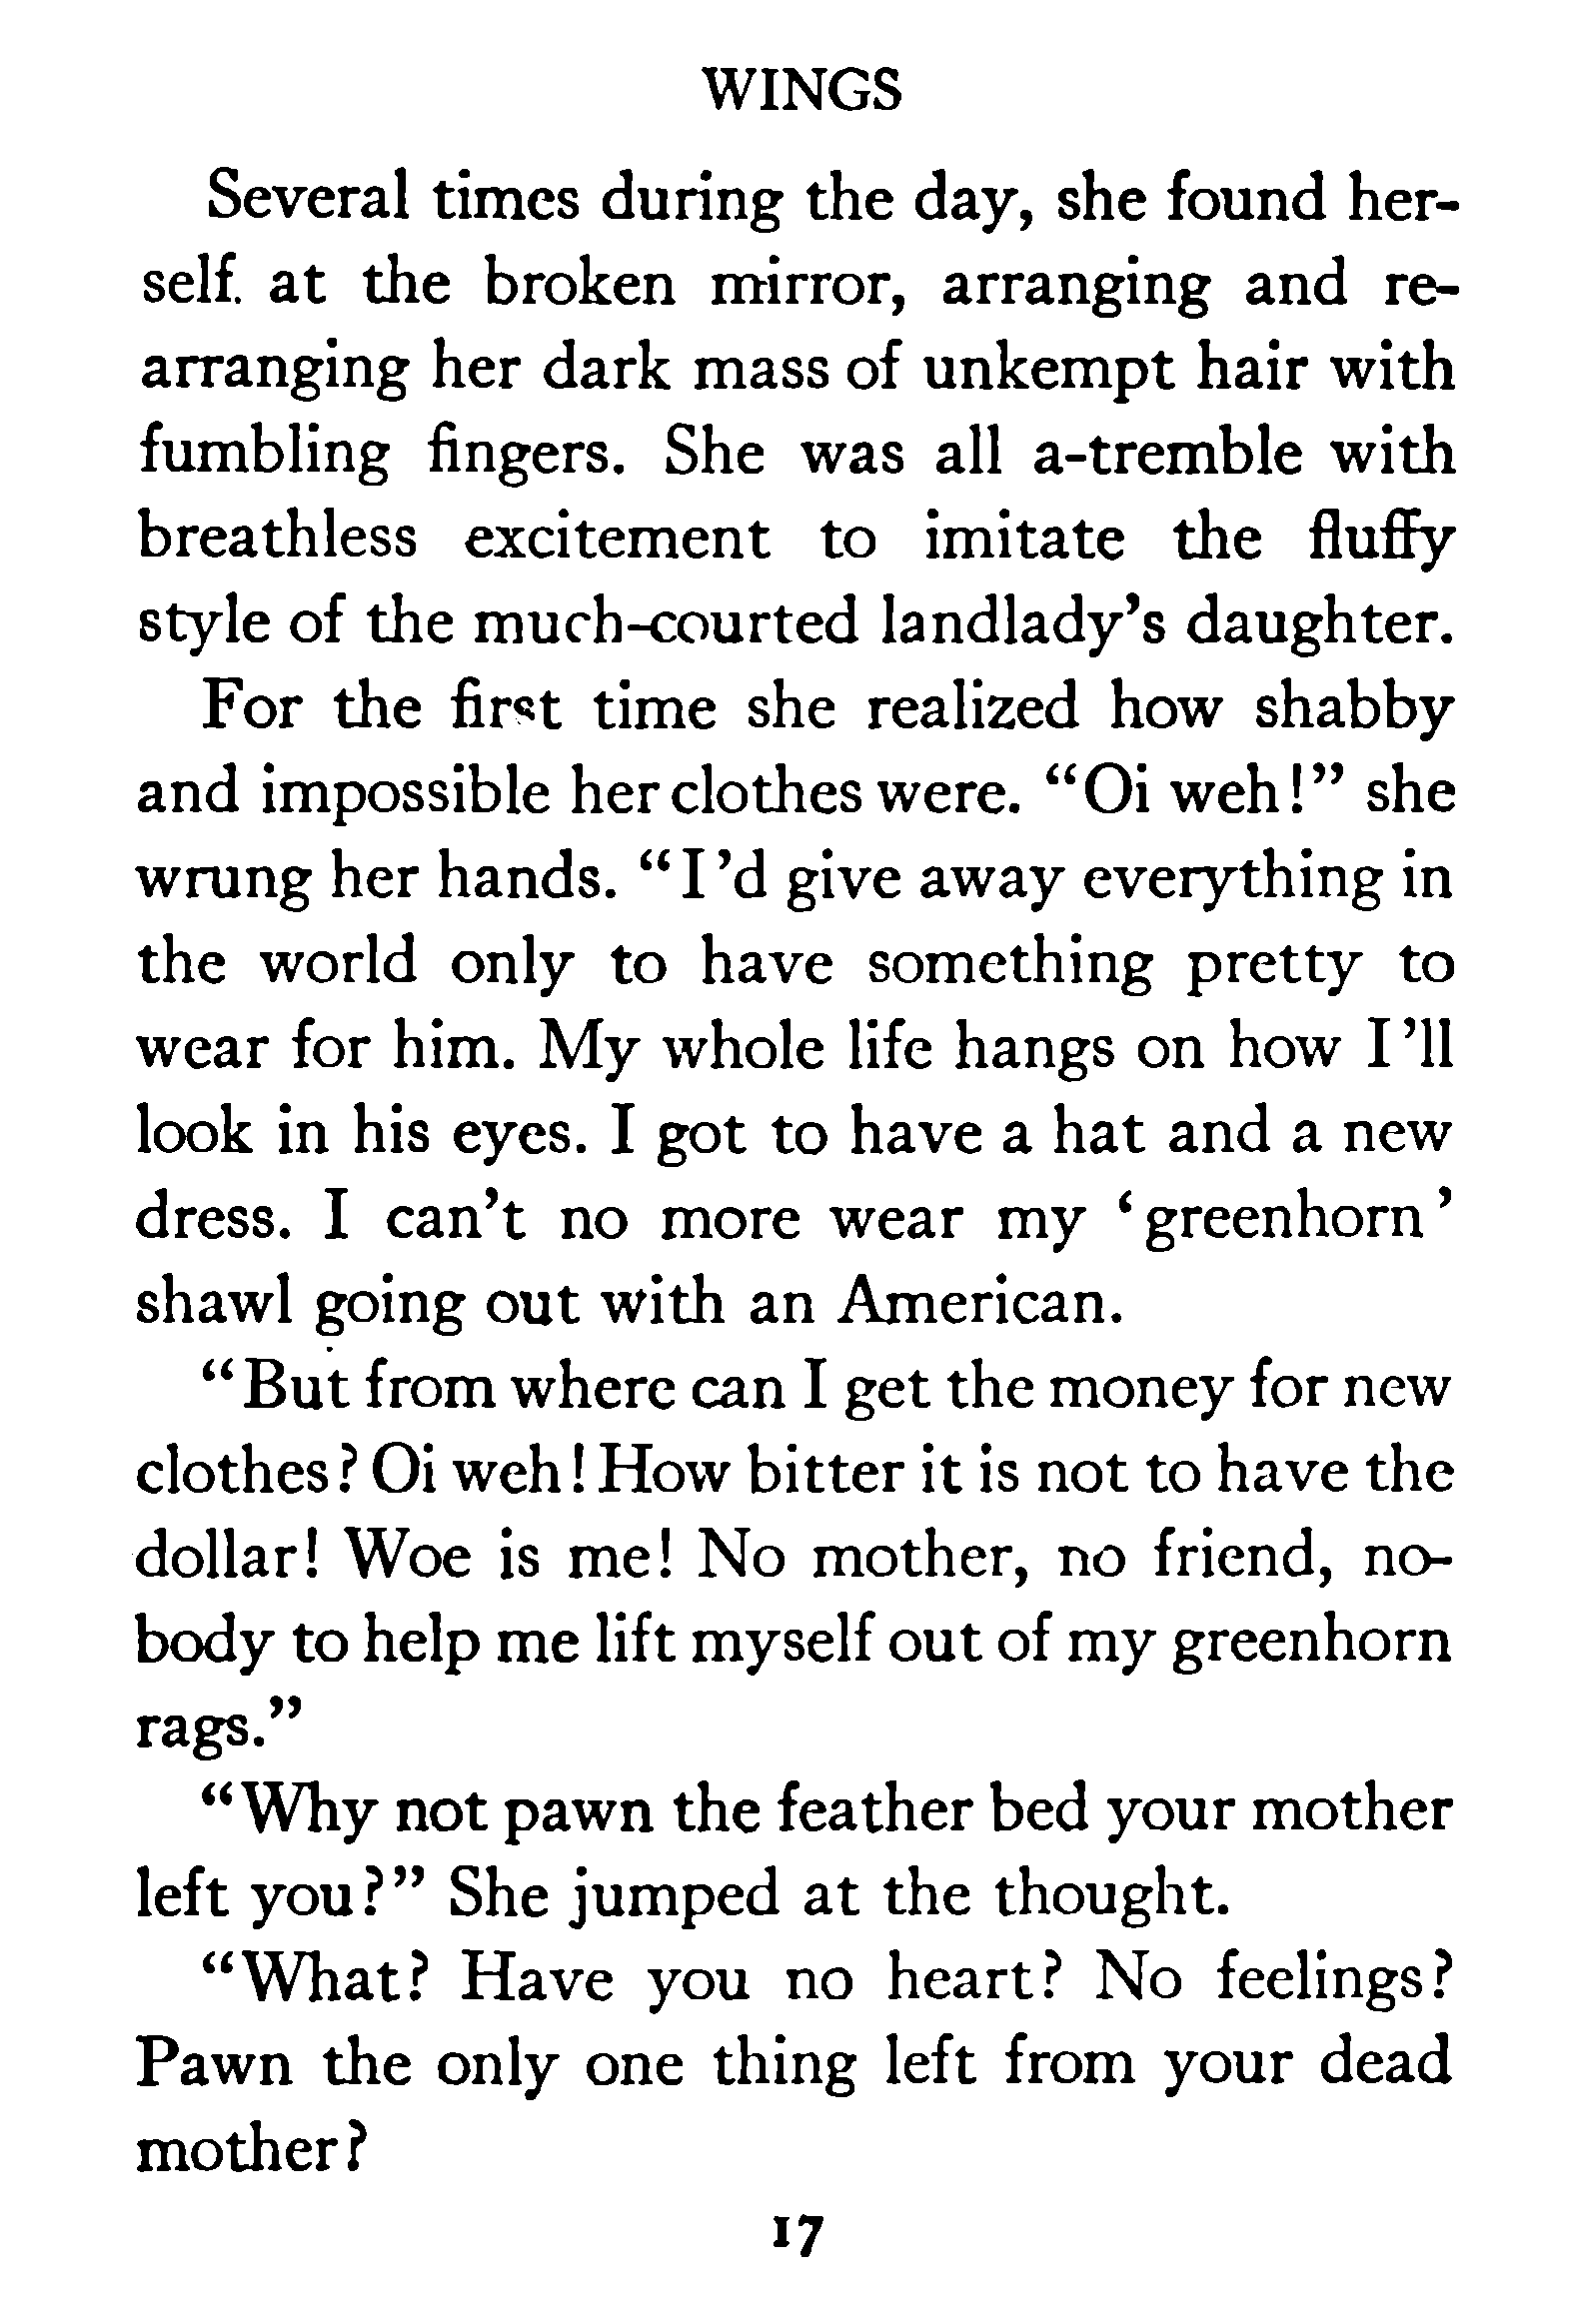 WINGS
Several times during the day, she found her-
self. at the broken mirror, arranging and re-
arranging her dark mass of unkempt hair with
fumbling fingers. She was all a-tremble with
breathless excitement to imitate the fluffy
style of the much-courted landlady's daughter.
For the first time she realized how shabby
and impossible her clothes were. "Oi weh!" she
wrung her hands. "I'd give away everything in
the world only to have something pretty to
wear for him. My whole life hangs on how I'll
look in his eyes. I got to have a hat and a new
dress. I can't no more wear my 'greenhorn'
shawl going out with an American.
"But from where can I get the money for new
clothes? Oi weh! How bitter it is not to have the
dollar! Woe is me! No mother, no friend, no-
body to help me lift myself out of my greenhorn
rags."
"Why not pawn the feather bed your mother
left you?" She jumped at the thought.
"What? Have you no heart? No feelings?
Pawn the only one thing left from your dead
mother?
17